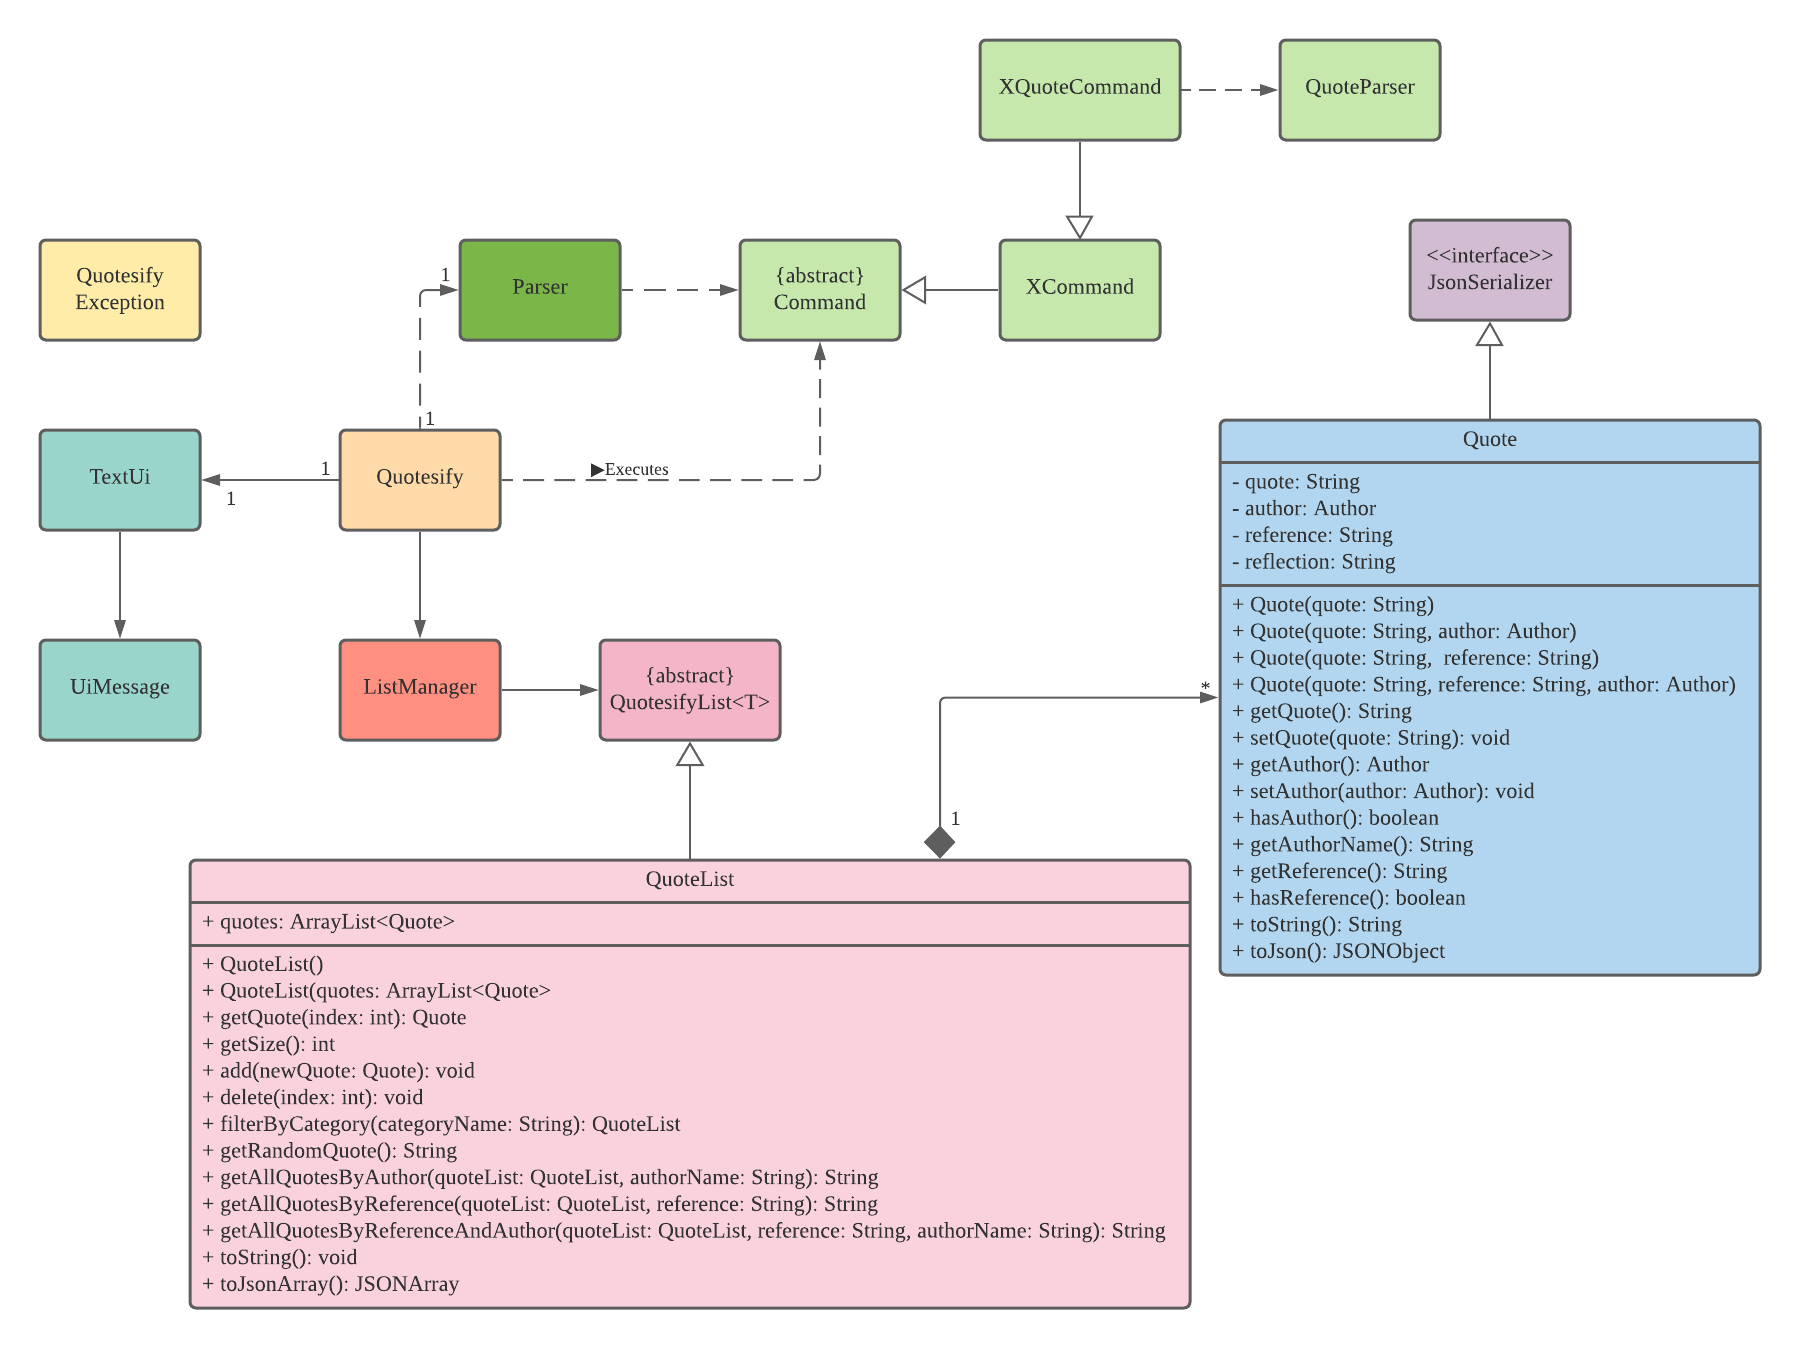 XQuoteCommand
QuoteParser
Quotesify
Exception
1
Parser
{abstract}
Command
XCommand
<<interface>>
JsonSerializer
1
TextUi
1
1
Quotesify
▶Executes
UiMessage
ListManager
{abstract}
QuotesifyList<T>
*
1
Quote
- quote: String
- author: Author
- reference: String
- reflection: String
+ Quote(quote: String)
+ Quote(quote: String, author: Author)
+ Quote(quote: String,  reference: String)
+ Quote(quote: String, reference: String, author: Author)
+ getQuote(): String
+ setQuote(quote: String): void
+ getAuthor(): Author
+ setAuthor(author: Author): void
+ hasAuthor(): boolean
+ getAuthorName(): String
+ getReference(): String
+ hasReference(): boolean
+ toString(): String
+ toJson(): JSONObject
QuoteList
+ quotes: ArrayList<Quote>
+ QuoteList()
+ QuoteList(quotes: ArrayList<Quote>
+ getQuote(index: int): Quote
+ getSize(): int
+ add(newQuote: Quote): void
+ delete(index: int): void
+ filterByCategory(categoryName: String): QuoteList
+ getRandomQuote(): String
+ getAllQuotesByAuthor(quoteList: QuoteList, authorName: String): String
+ getAllQuotesByReference(quoteList: QuoteList, reference: String): String
+ getAllQuotesByReferenceAndAuthor(quoteList: QuoteList, reference: String, authorName: String): String
+ toString(): void
+ toJsonArray(): JSONArray